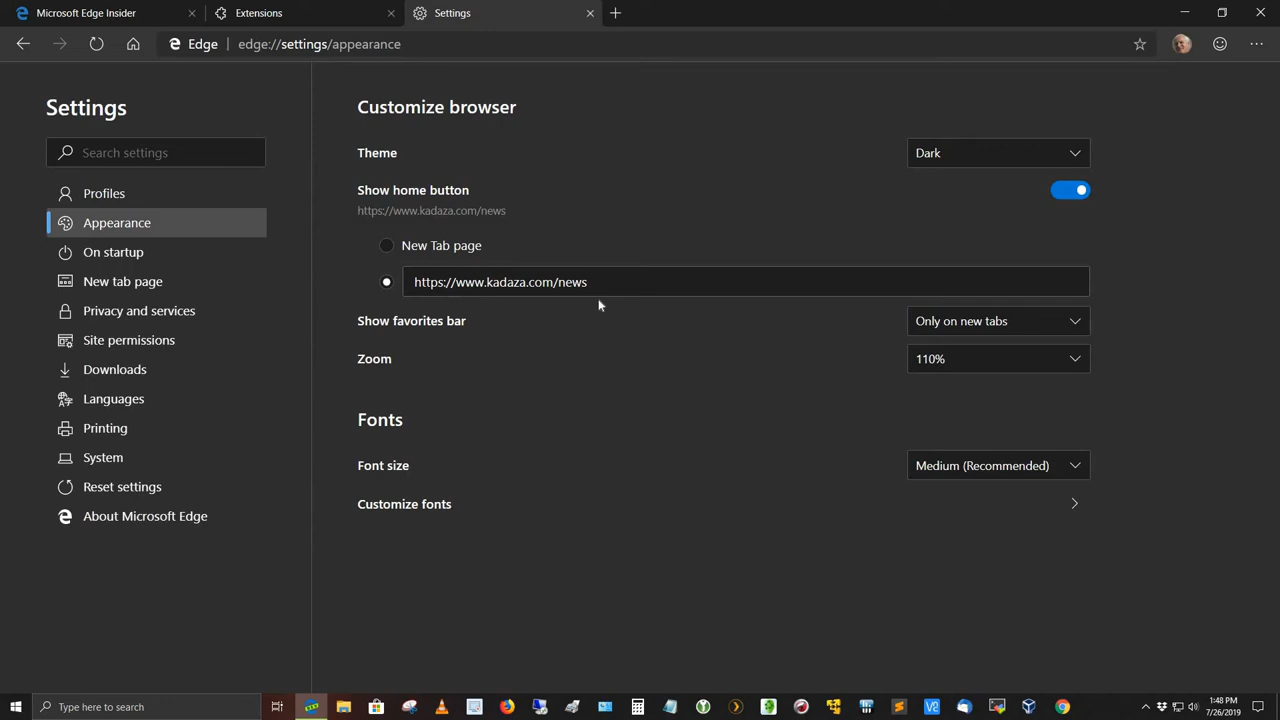 Microsoft Edge Insider
Extensions
Settings
Edge
edge://settings/appearance
Settings
Search settings
Profiles
Appearance
On startup
New tab page
Privacy and services
Site permissions
Downloads
Languages
Printing
System
Reset settings
About Microsoft Edge
Customize browser
Theme
Dark
Show home button
https://www.kadaza.com/news
New Tab page
https://www.kadaza.com/news
Show favorites bar
Only on new tabs
Zoom
110%
Fonts
Font size
Medium (Recommended)
Customize fonts
Type here to search
1:48 PM
7/26/2019